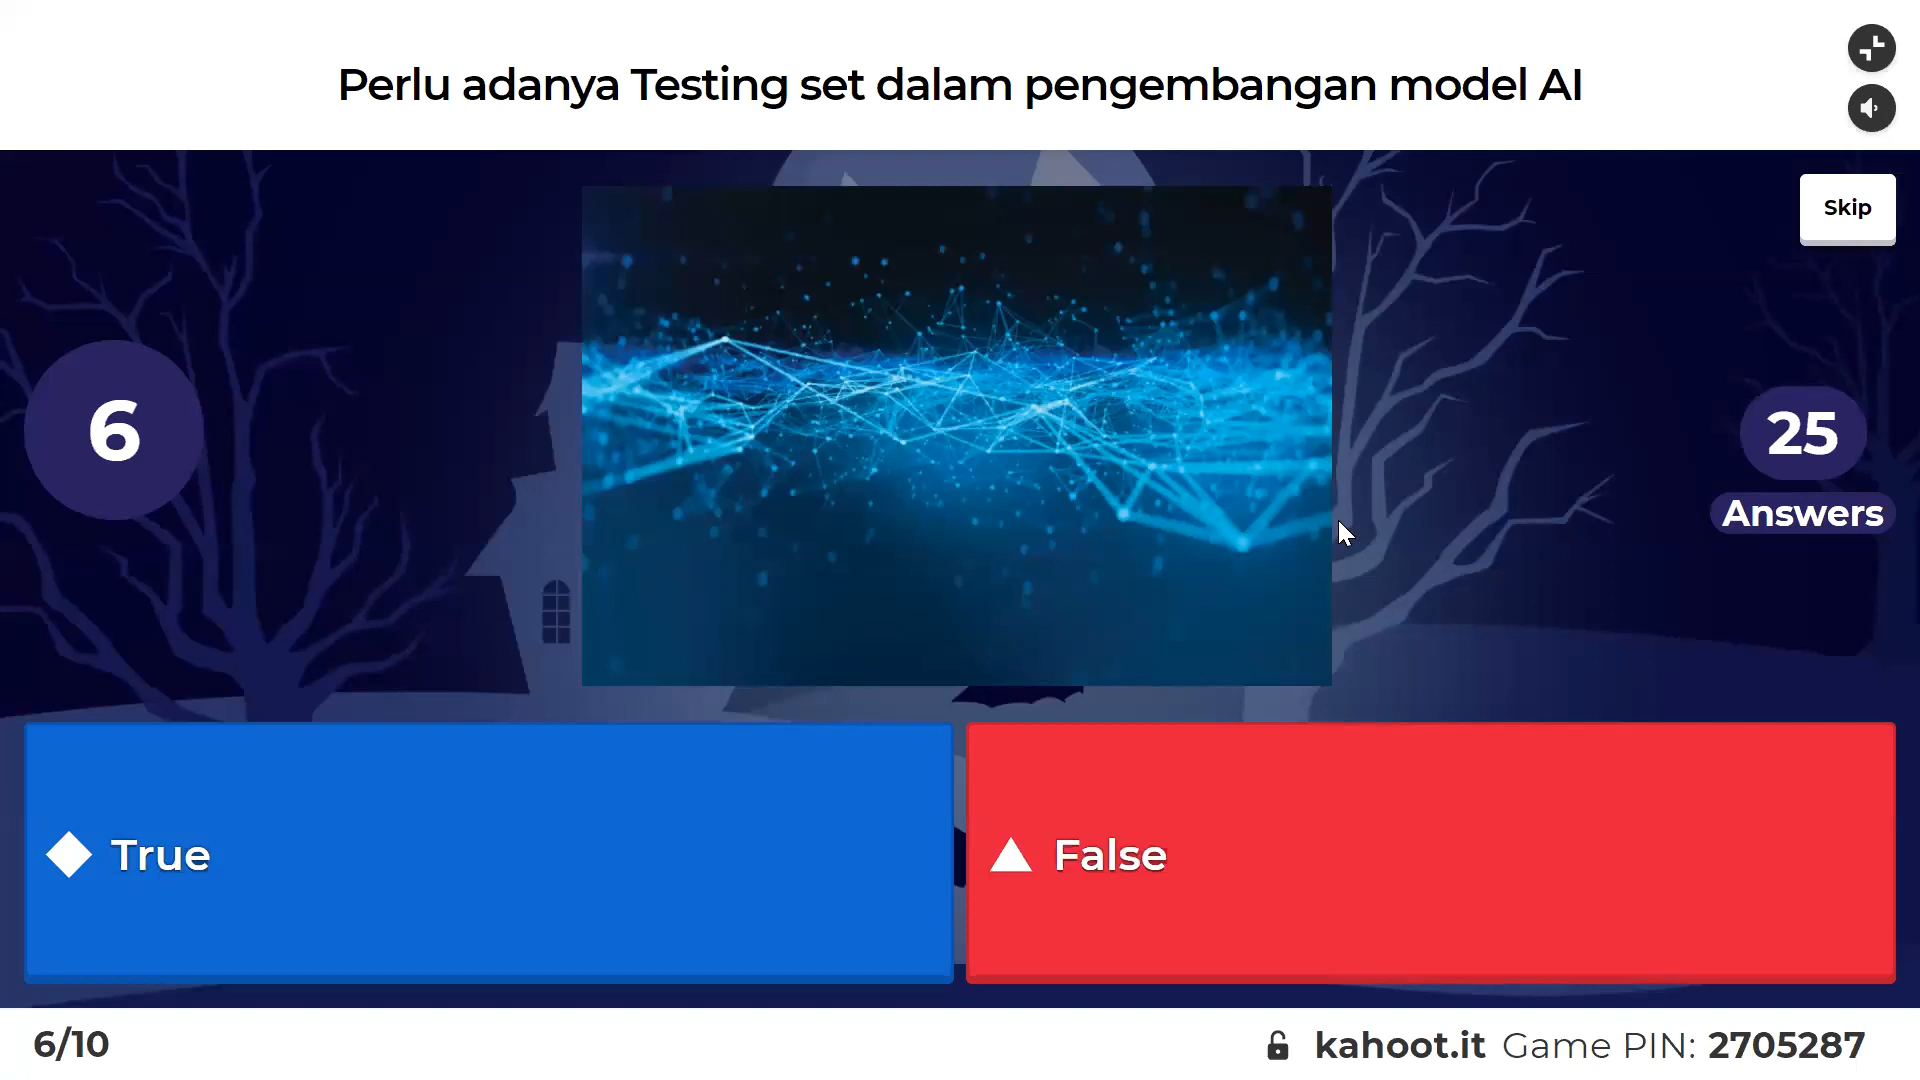 Perlu adanya Testing set dalam pengembangan model AI
Skip
6
25
Answers
True
False
6/10
kahoot.it Game PIN: 2705287